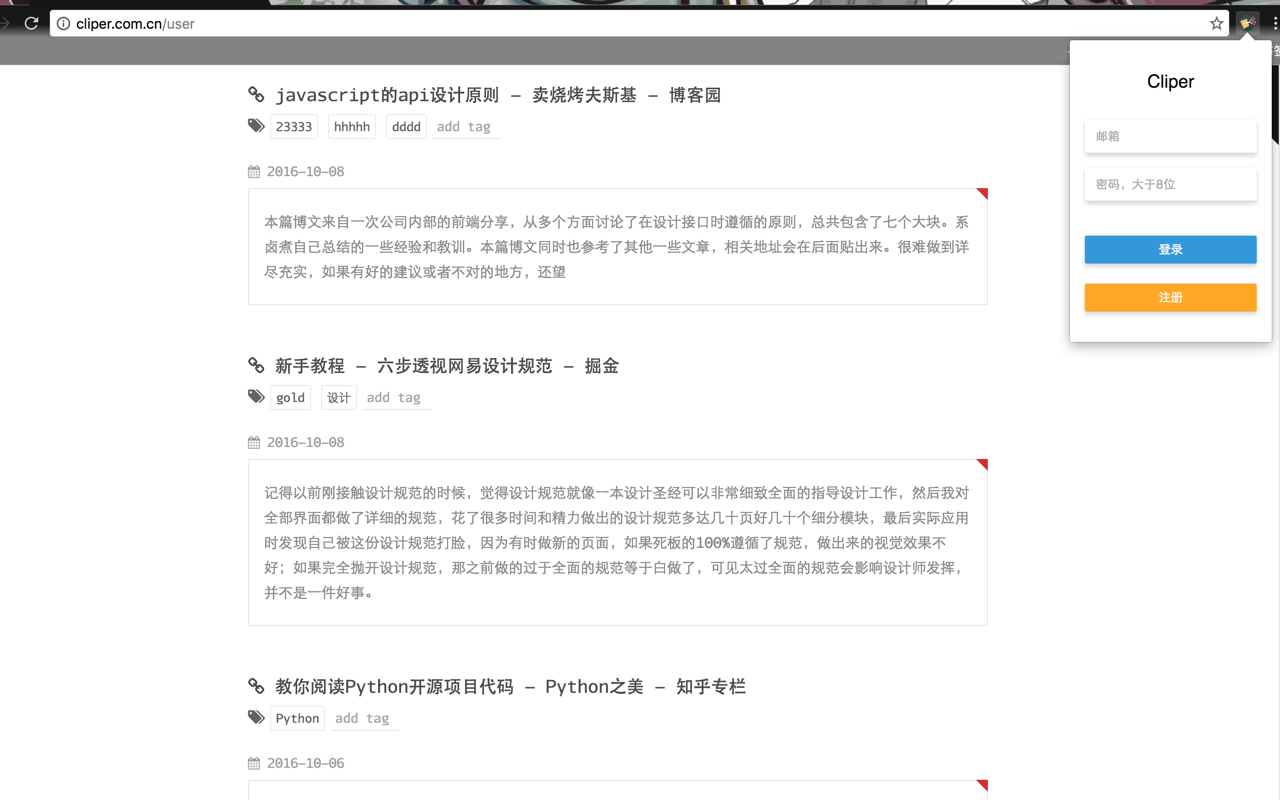 cliper.com.cn/user
Cliper
邮箱
密码，大于8位
登录
注册
javascript的api设计原则 – 卖烧烤夫斯基 – 博客园
23333 hhhhh dddd add tag
2016-10-08
本篇博文来自一次公司内部的前端分享，从多个方面讨论了在设计接口时遵循的原则，总共包含了七个大块。系
卤煮自己总结的一些经验和教训。本篇博文同时也参考了其他一些文章，相关地址会在后面贴出来。很难做到详
尽充实，如果有好的建议或者不对的地方，还望
新手教程 – 六步透视网易设计规范 – 掘金
gold 设计 add tag
2016-10-08
记得以前刚接触设计规范的时候，觉得设计规范就像一本设计圣经可以非常细致全面的指导设计工作，然后我对
全部界面都做了详细的规范，花了很多时间和精力做出的设计规范多达几十页好几十个细分模块，最后实际应用
时发现自己被这份设计规范打脸，因为有时做新的页面，如果死板的100%遵循了规范，做出来的视觉效果不
好；如果完全抛开设计规范，那之前做的过于全面的规范等于白做了，可见太过全面的规范会影响设计师发挥，
并不是一件好事。
教你阅读Python开源项目代码 – Python之美 – 知乎专栏
Python add tag
2016-10-06